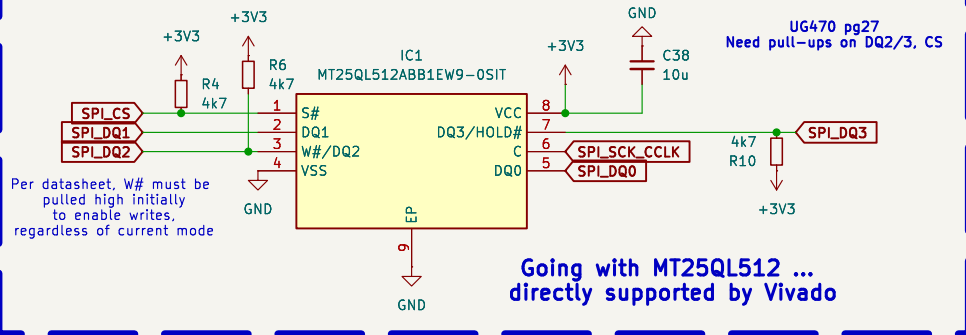 GND
+3V3
+3V3
UG470 pg27
Need pull-ups on DQ2/3, CS
+3V3
IC1
MT25QL512ABB1EW9-0SIT
C38
10u
R6
4k7
R4
4k7
SPI_CS
1
S#
VCC
8
SPI_DQ1
2
DQ1
DQ3/HOLD#
7
SPI_DQ3
SPI_DQ2
3
W#/DQ2
C
6
SPI_SCK_CCLK
4k7
R10
4
VSS
DQ0
5
SPI_DQ0
Per datasheet, W# must be
pulled high initially
to enable writes,
regardless of current mode
GND
EP
9
+3V3
GND
Going with MT25QL512 ...
directly supported by Vivado